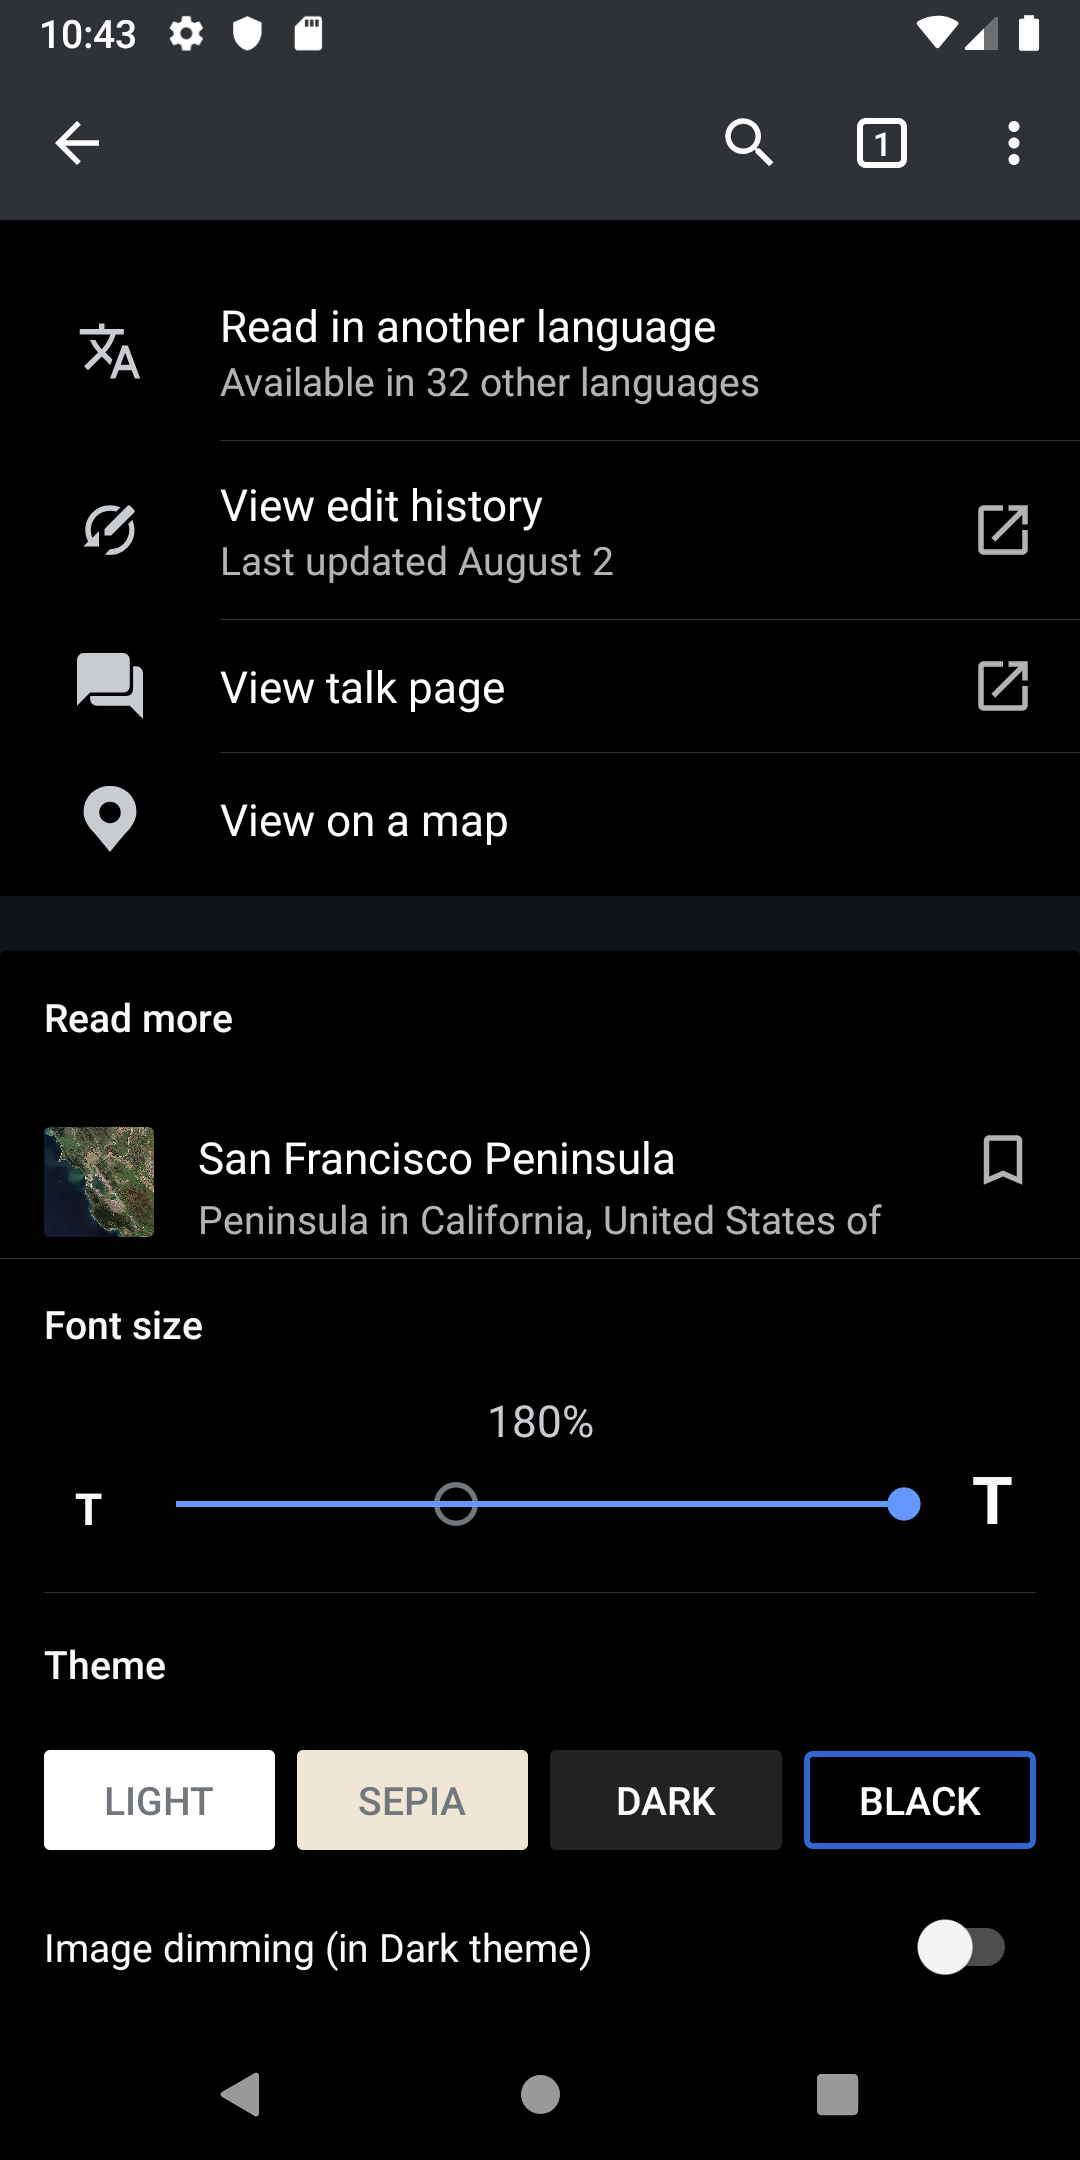 10:43
1
Read in another language
Available in 32 other languages
View edit history
Last updated August 2
View talk page
View on a map
Read more
San Francisco Peninsula
Peninsula in California, United States of
Font size
180%
T T
Theme
LIGHT SEPIA DARK BLACK
Image dimming (in Dark theme)